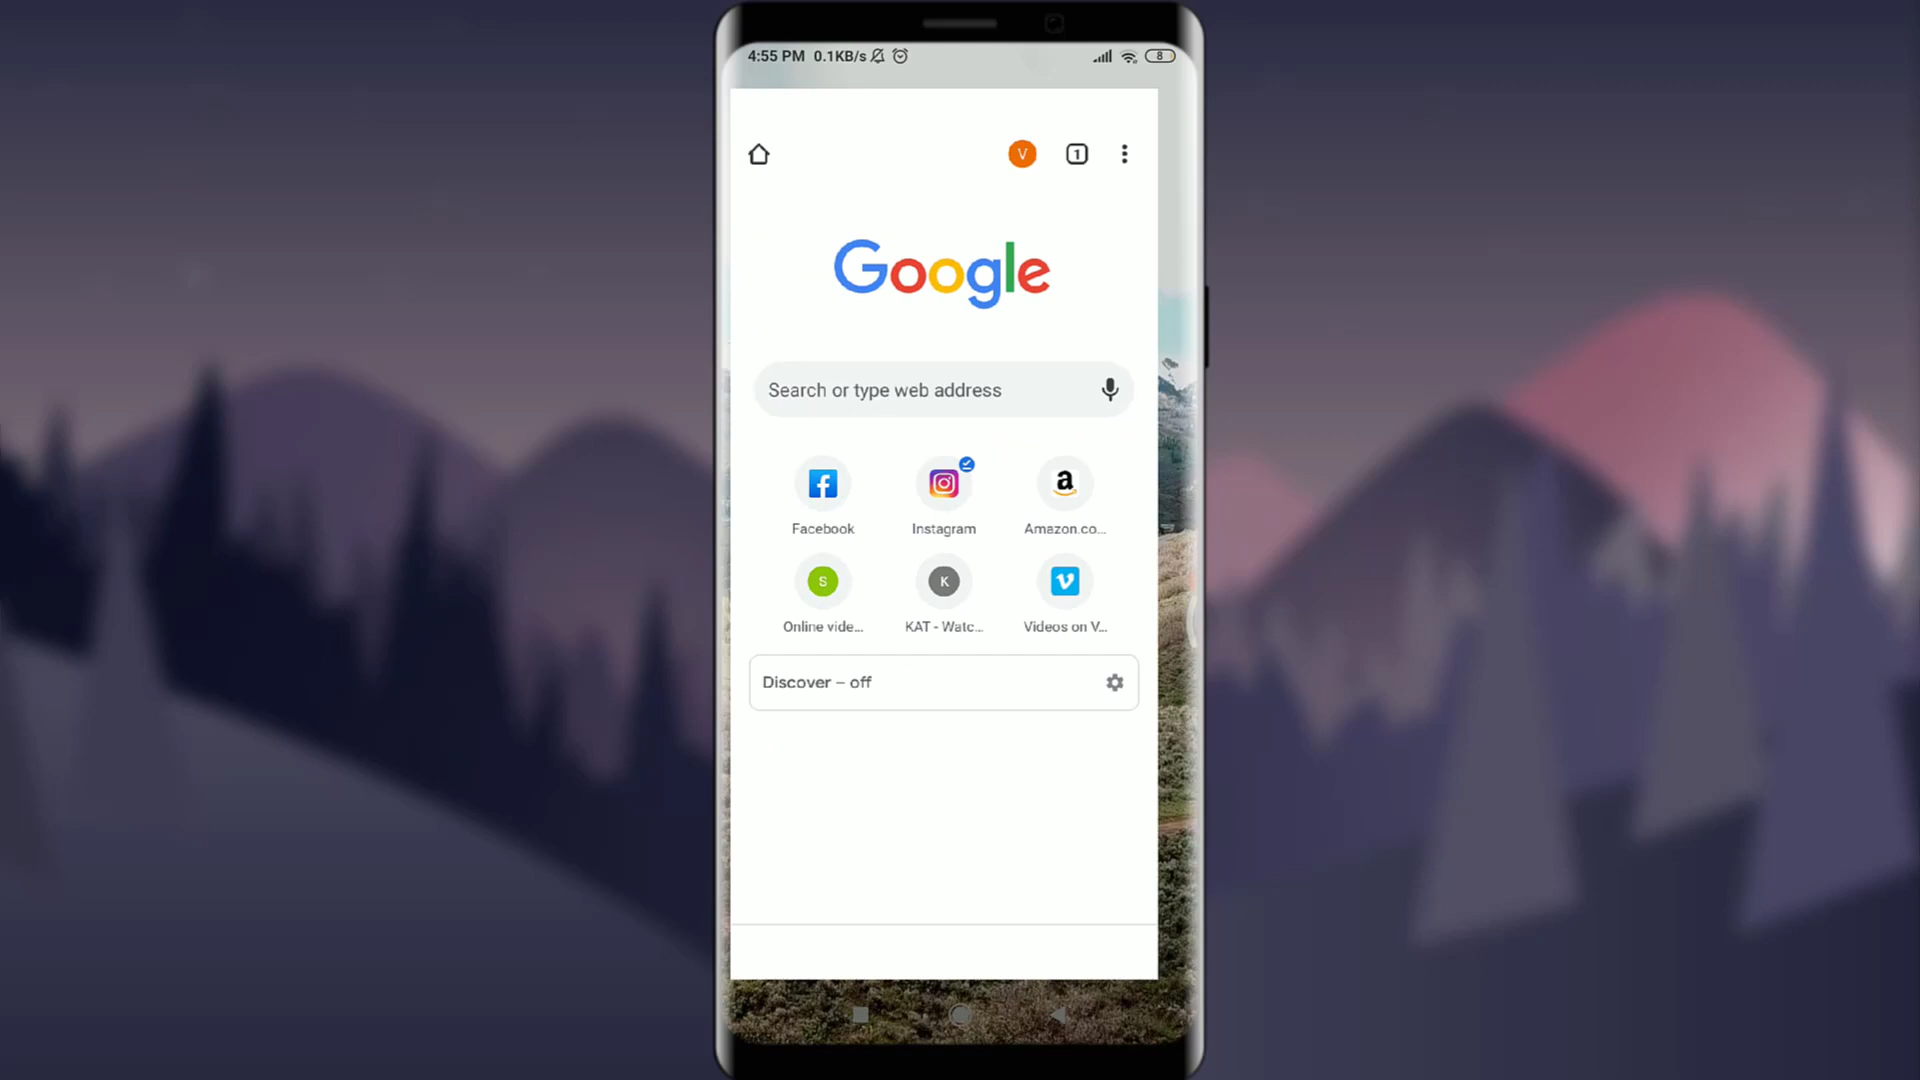 4:55 PM 0.1KB/s 8
V 1
Google
Search or type web address
Facebook Instagram Amazon.co...
S K
Online vide... KAT - Watc... Videos on V...
Discover – off